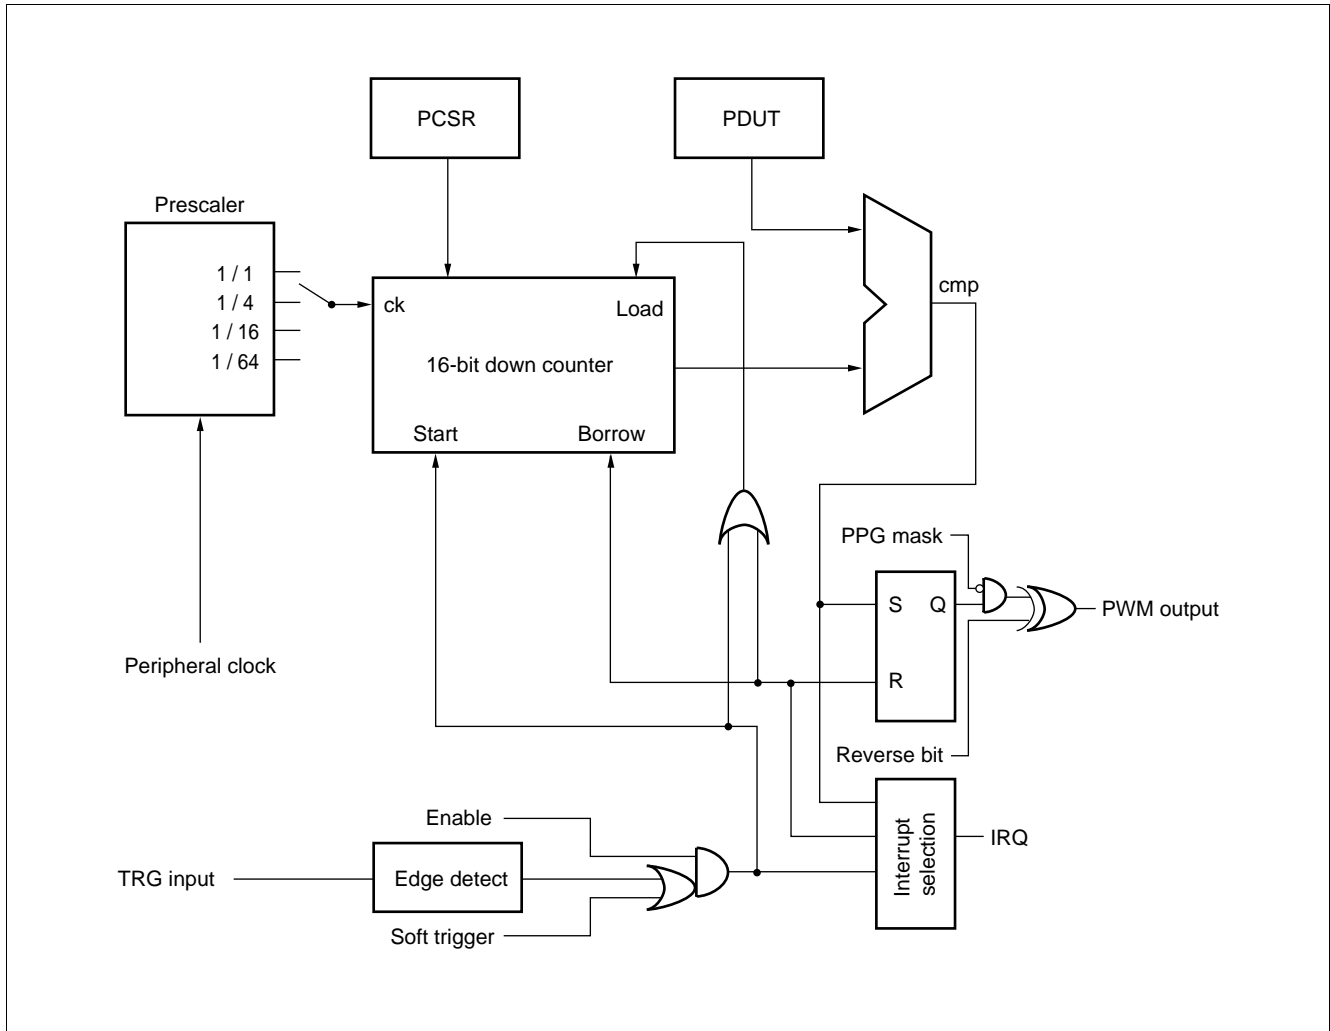 PCSR
PDUT
Prescaler
1 / 1
1 / 4
1 / 16
1 / 64
ck
Load
16-bit down counter
Start
Borrow
cmp
PPG mask
S
Q
R
PWM output
Peripheral clock
Reverse bit
Enable
TRG input
Edge detect
Soft trigger
Interrupt
selection
IRQ